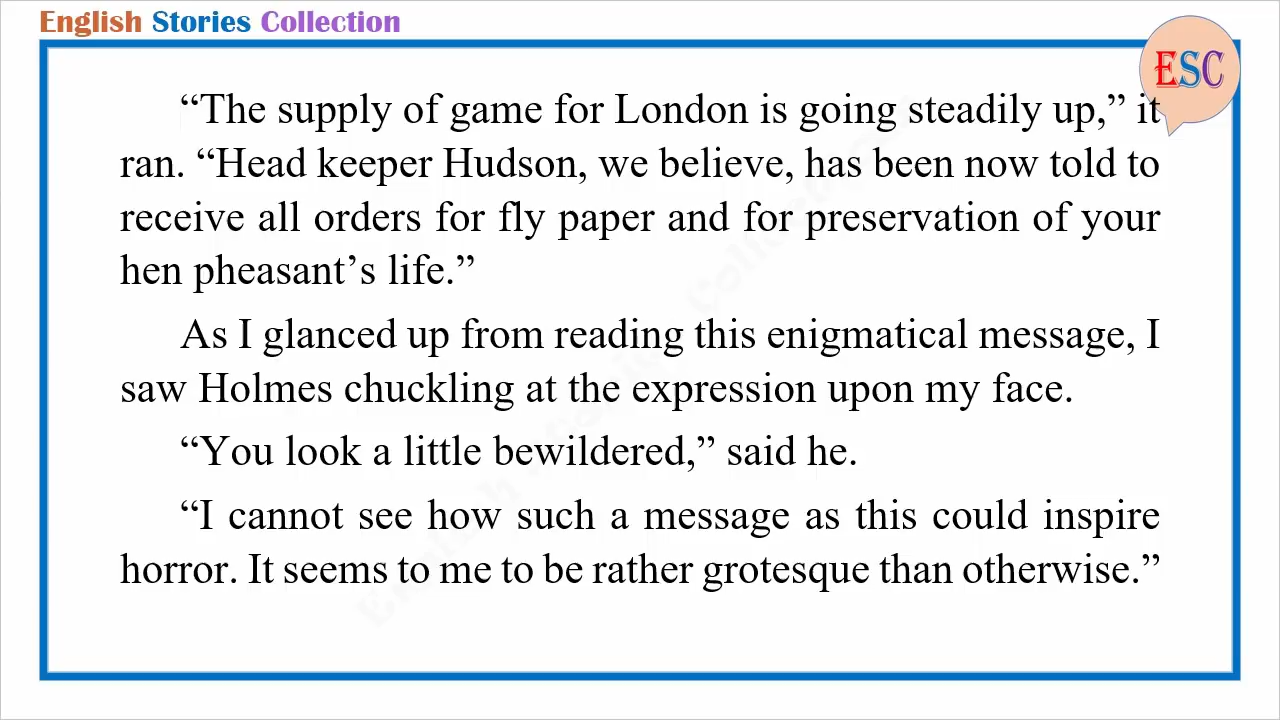 English Stories Collection
ESC
“The supply of game for London is going steadily up,” it
ran. “Head keeper Hudson, we believe, has been now told to
receive all orders for fly paper and for preservation of your
hen pheasant’s life.”
As I glanced up from reading this enigmatical message, I
saw Holmes chuckling at the expression upon my face.
“You look a little bewildered,” said he.
“I cannot see how such a message as this could inspire
horror. It seems to me to be rather grotesque than otherwise.”